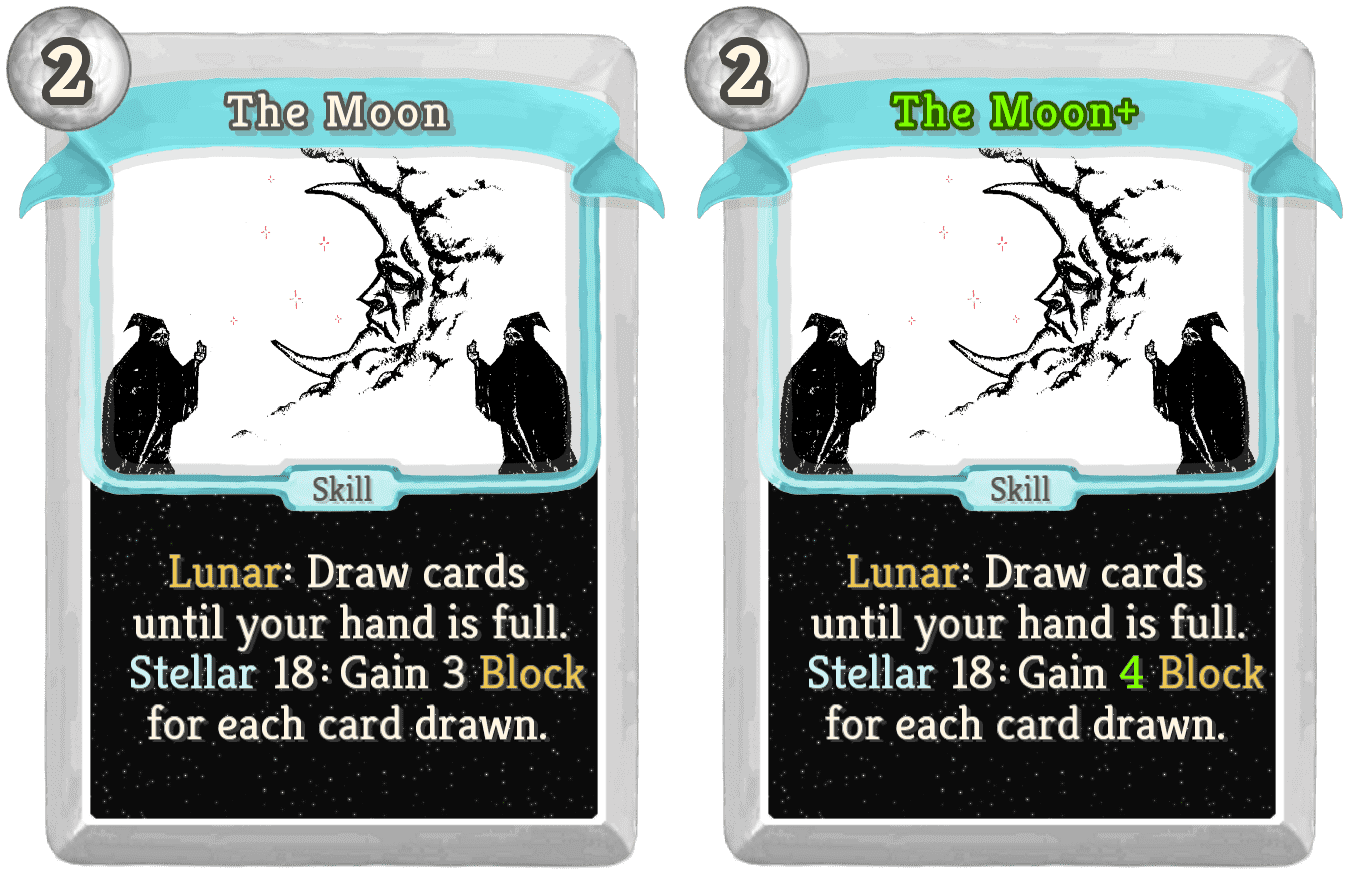 2
The Moon
Skill
Lunar: Draw cards
until your hand is full.
Stellar 18: Gain 3 Block
for each card drawn.
2
The Moon+
Skill
Lunar: Draw cards
until your hand is full.
Stellar 18: Gain 4 Block
for each card drawn.